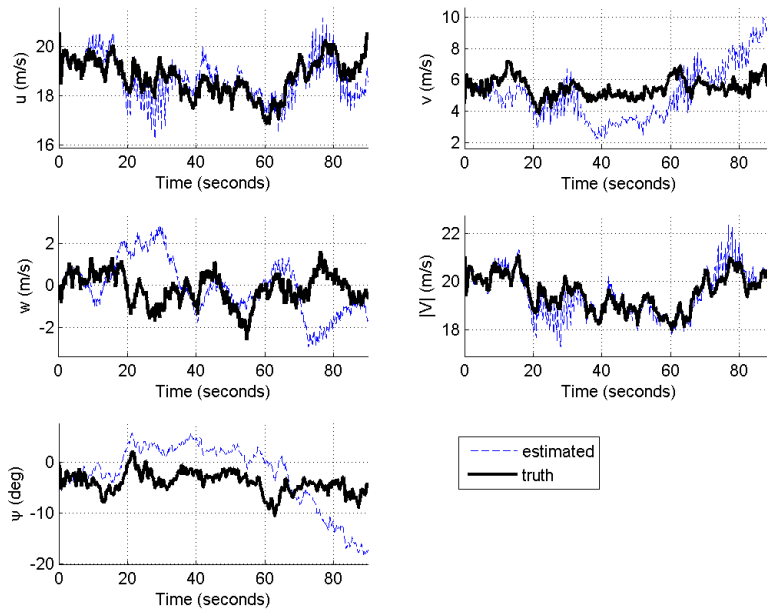 20
18
16
u (m/s)
0 20 40 60 80
Time (seconds)
10
8
6
4
2
v (m/s)
0 20 40 60 80
Time (seconds)
2
0
-2
w (m/s)
0 20 40 60 80
Time (seconds)
22
20
18
|V| (m/s)
0 20 40 60 80
Time (seconds)
0
-10
-20
ψ (deg)
0 20 40 60 80
Time (seconds)
estimated
truth